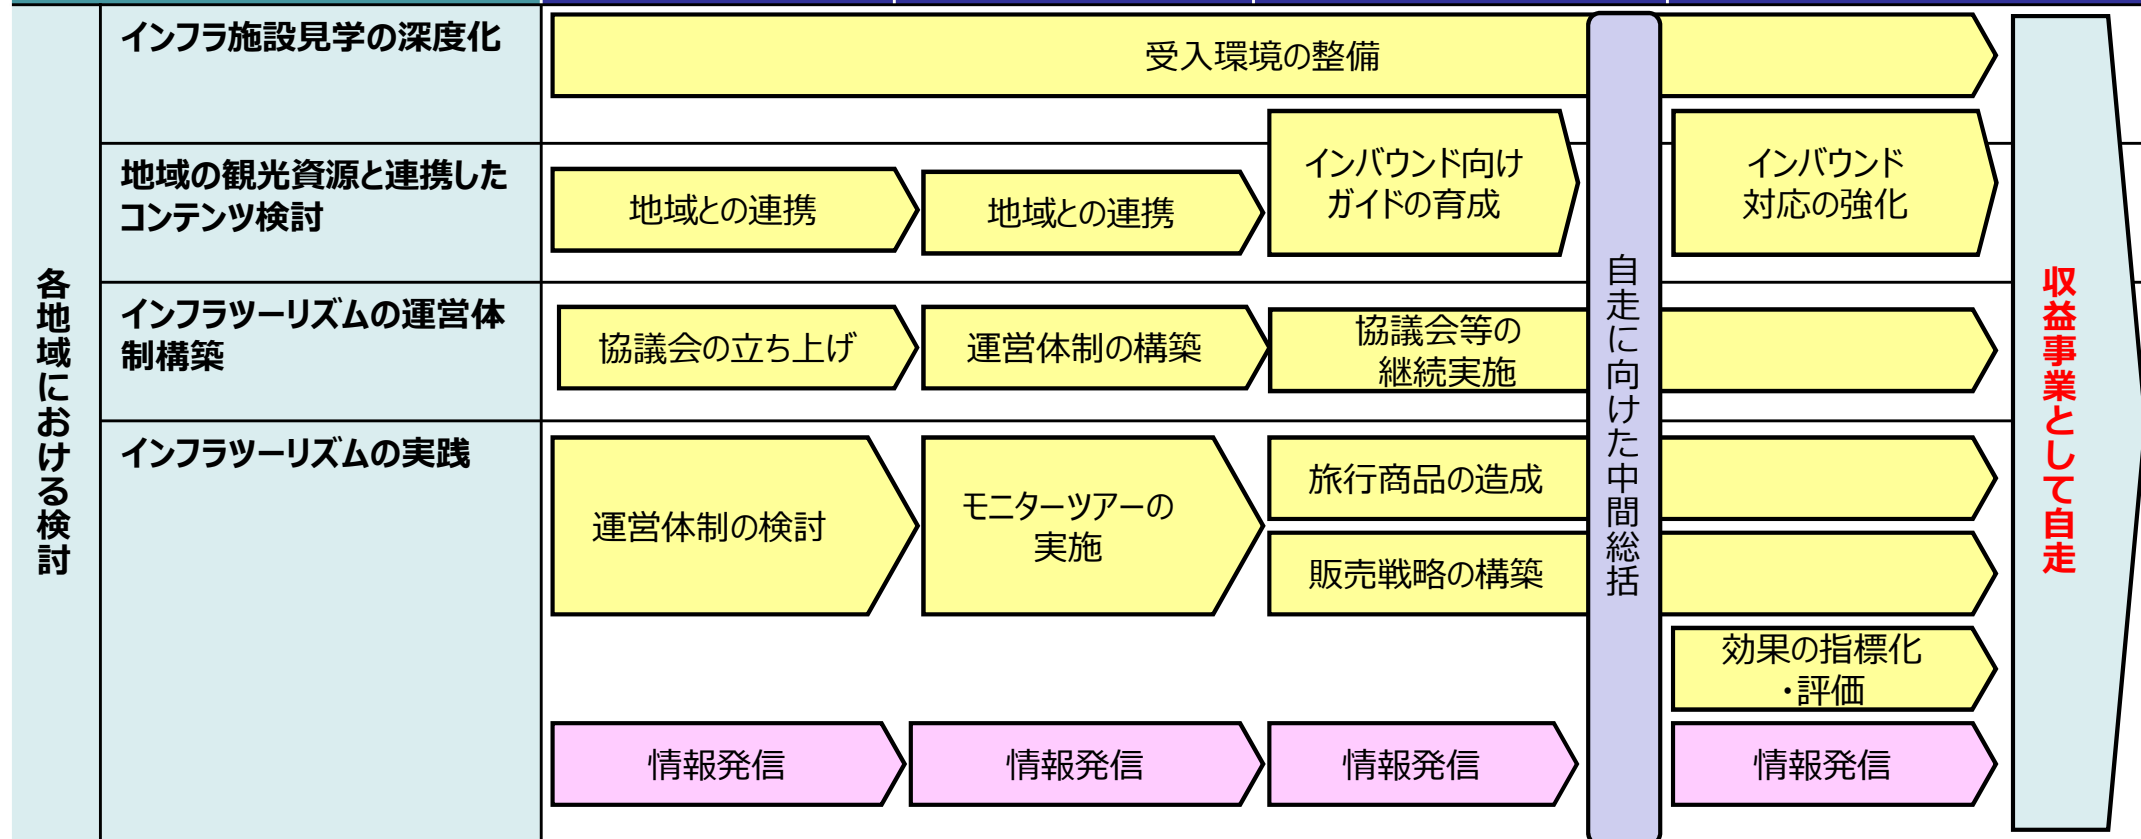 各地域における検討
インフラ施設見学の深度化
受入環境の整備
地域の観光資源と連携した
コンテンツ検討
地域との連携
地域との連携
インバウンド向け
ガイドの育成
インバウンド
対応の強化
インフラツーリズムの運営体
制構築
協議会の立ち上げ
運営体制の構築
協議会等の
継続実施
インフラツーリズムの実践
運営体制の検討
モニターツアーの
実施
旅行商品の造成
販売戦略の構築
効果の指標化
・評価
情報発信
情報発信
情報発信
情報発信
自走に向けた中間総括
収益事業として自走